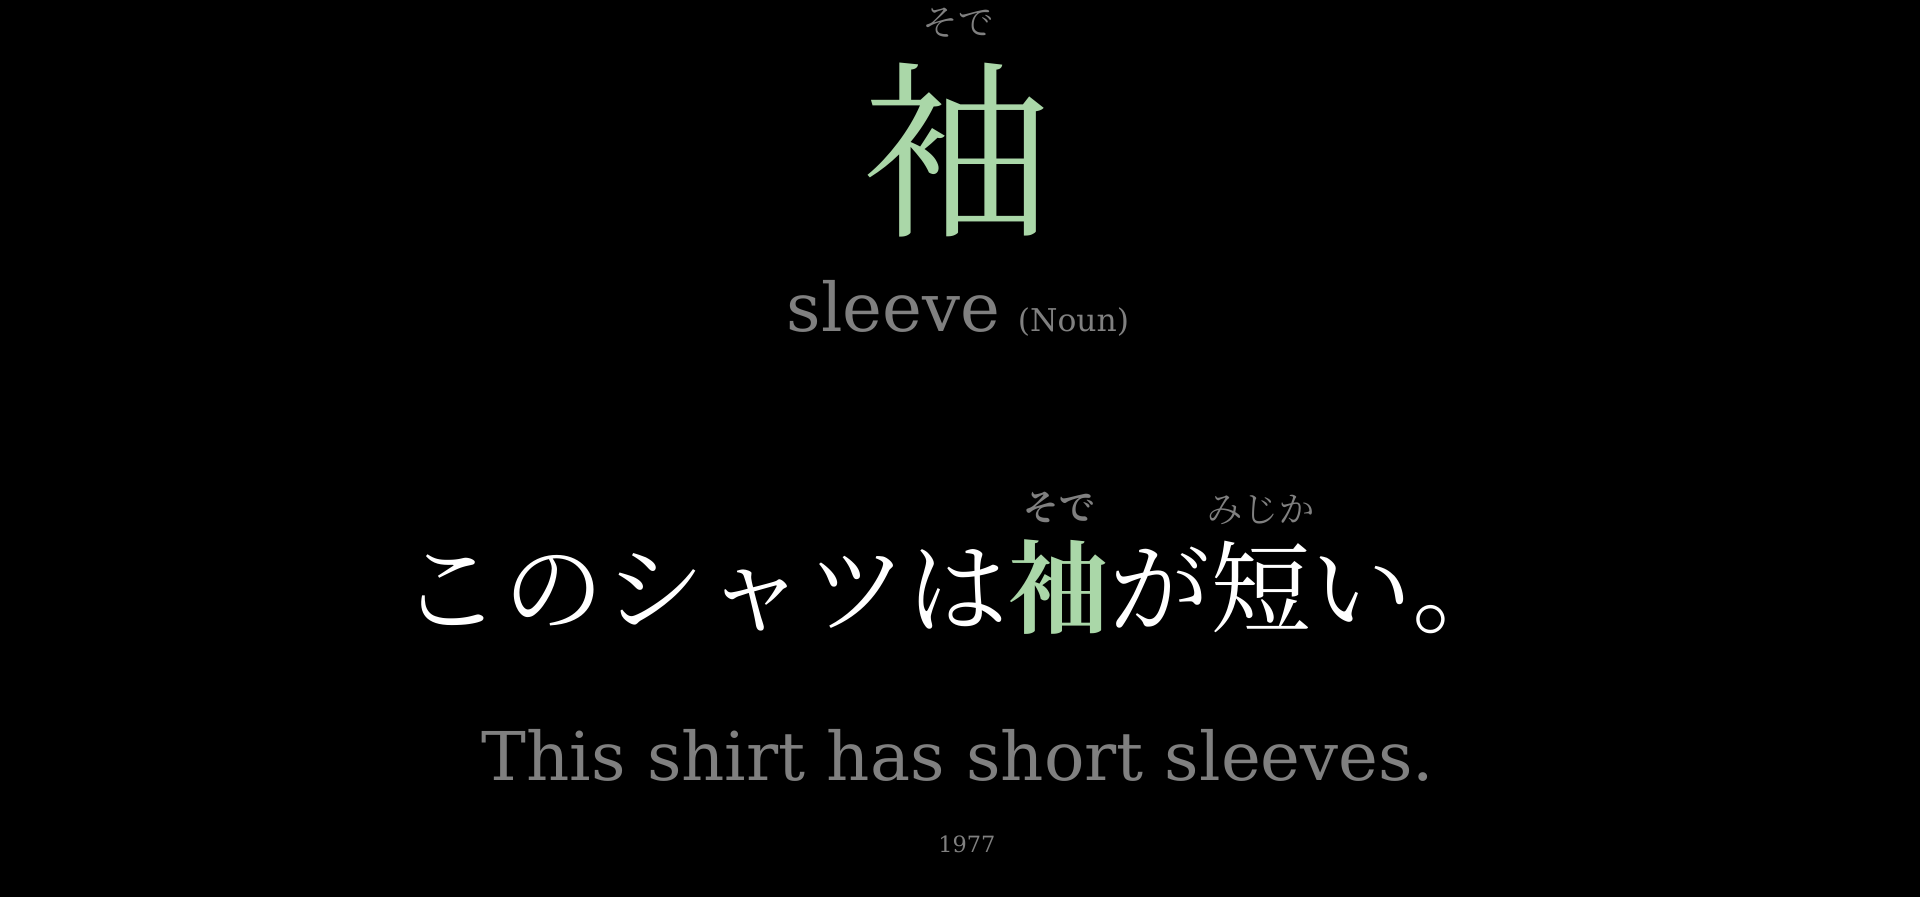 そで
袖
sleeve (Noun)
そで みじか
このシャツは袖が短い。
This shirt has short sleeves.
1977